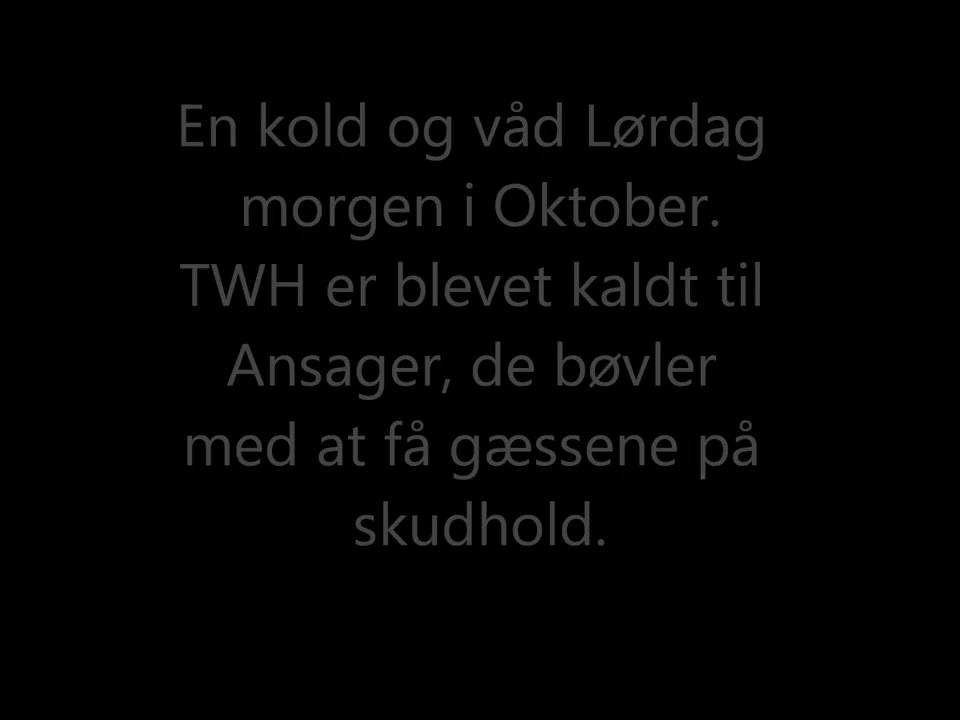 En kold og våd Lørdag
morgen i Oktober.
TWH er blevet kaldt til
Ansager, de bøvler
med at få gæssene på
skudhold.